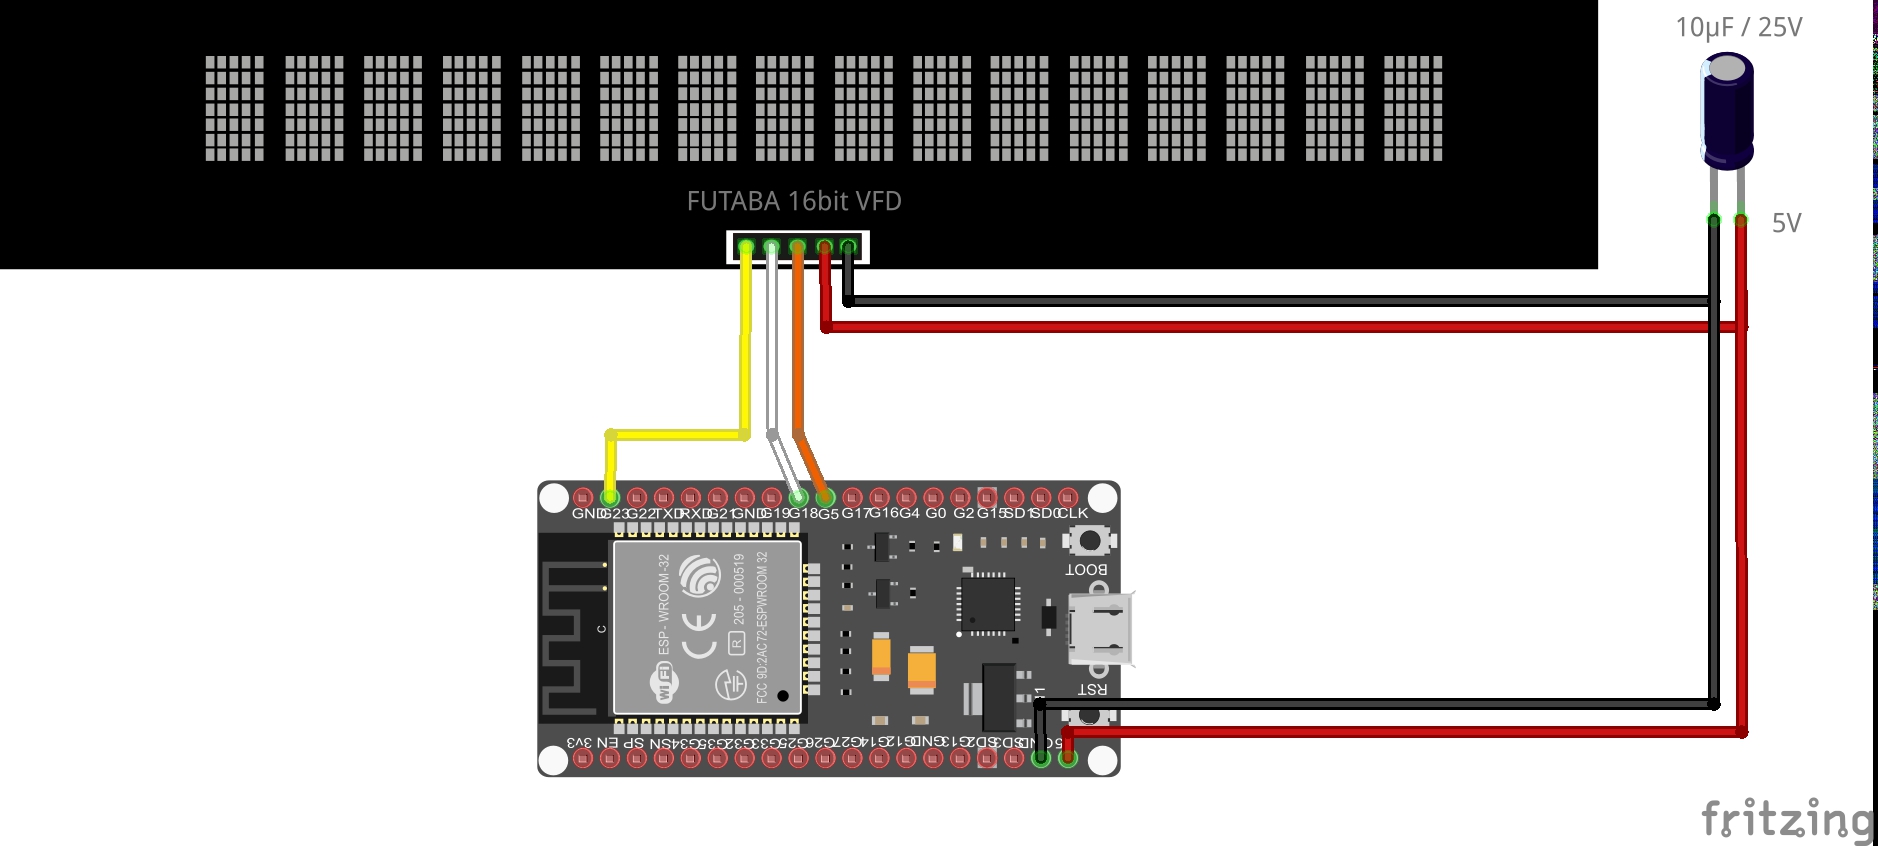 10µF / 25V
FUTABA 16bit VFD
5V
GND G23 G22 TXD RXD G21 GND G19 G18 G5 G17 G16 G4 G0 G2 G15 SD1 SD0 CLK
BOOT
ESP - WROOM -32
CE
205 - 000519
R
FCC 9D:2AC72-ESPWROOM 32
WiFi
C
RST
3v3 EN SP SN G34 G35 G32 G33 G25 G26 G27 G14 G12 GND G13 SD2 SD3
fritzing